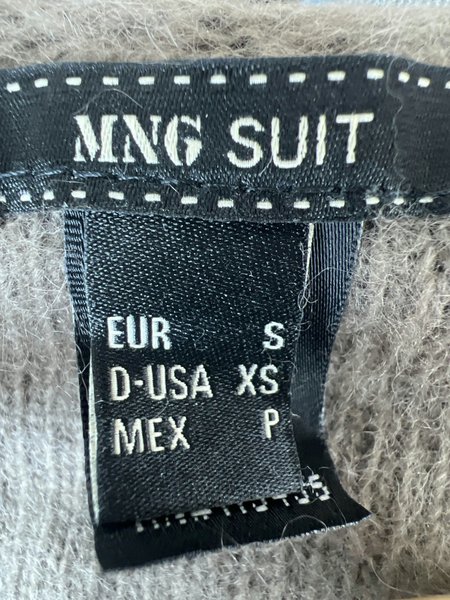 MNG SUIT
EUR S
D-USA XS
MEX P